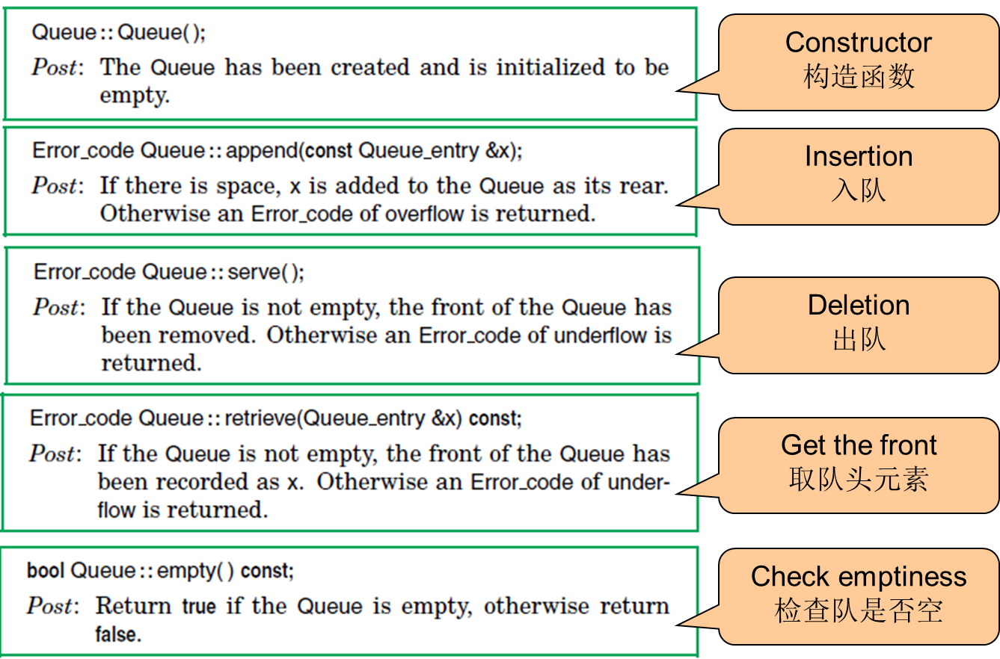 Queue :: Queue( );
Post: The Queue has been created and is initialized to be
empty.
Constructor
构造函数
Error_code Queue :: append(const Queue_entry &x);
Post: If there is space, x is added to the Queue as its rear.
Otherwise an Error_code of overflow is returned.
Insertion
入队
Error_code Queue :: serve( );
Post: If the Queue is not empty, the front of the Queue has
been removed. Otherwise an Error_code of underflow is
returned.
Deletion
出队
Error_code Queue :: retrieve(Queue_entry &x) const;
Post: If the Queue is not empty, the front of the Queue has
been recorded as x. Otherwise an Error_code of under-
flow is returned.
Get the front
取队头元素
bool Queue :: empty( ) const;
Post: Return true if the Queue is empty, otherwise return
false.
Check emptiness
检查队是否空